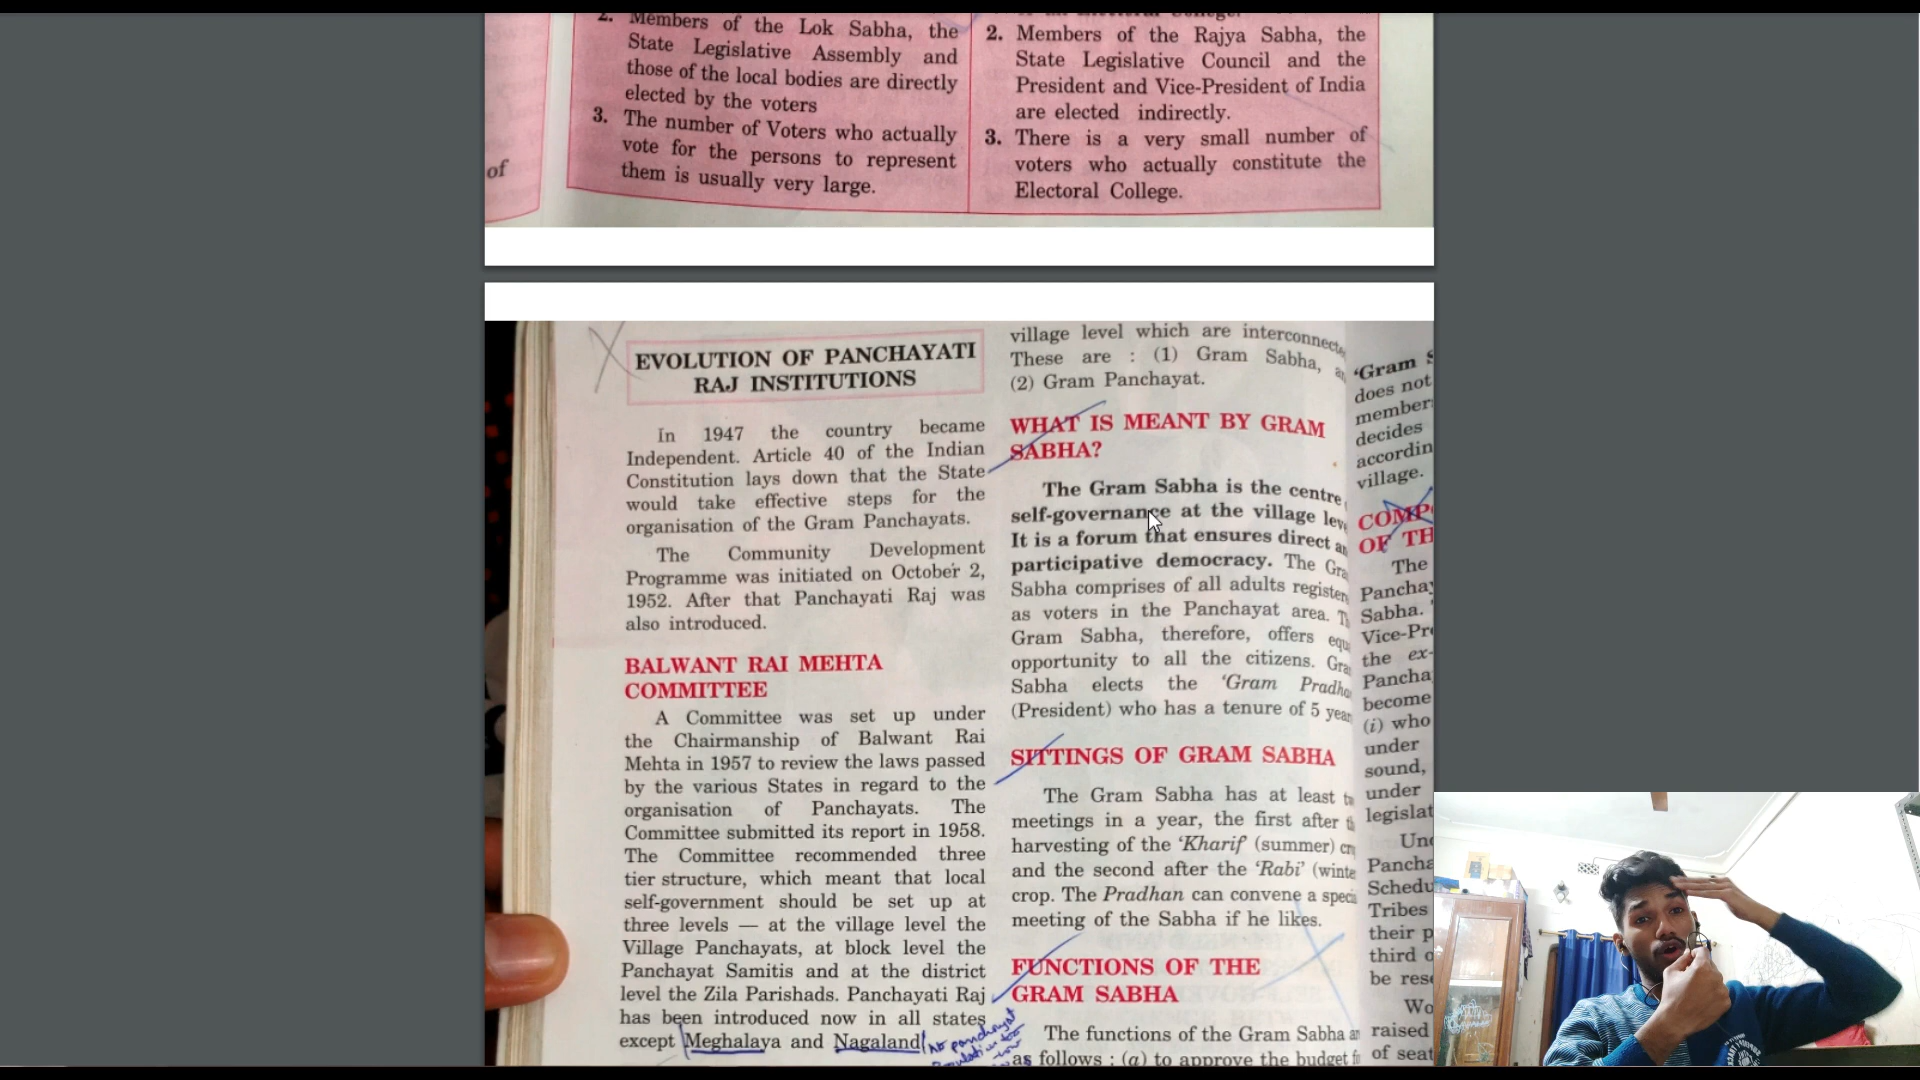 of
2. Members of the Lok Sabha, the
State Legislative Assembly and
those of the local bodies are directly
elected by the voters
3. The number of Voters who actually
vote for the persons to represent
them is usually very large.
2. Members of the Rajya Sabha, the
State Legislative Council and the
President and Vice-President of India
are elected indirectly.
3. There is a very small number of
voters who actually constitute the
Electoral College.
EVOLUTION OF PANCHAYATI
RAJ INSTITUTIONS
In 1947 the country became
Independent. Article 40 of the Indian
Constitution lays down that the State
would take effective steps for the
organisation of the Gram Panchayats.
The Community Development
Programme was initiated on October 2,
1952. After that Panchayati Raj was
also introduced.
BALWANT RAI MEHTA
COMMITTEE
A Committee was set up under
the Chairmanship of Balwant Rai
Mehta in 1957 to review the laws passed
by the various States in regard to the
organisation of Panchayats. The
Committee submitted its report in 1958.
The Committee recommended three
tier structure, which meant that local
self-government should be set up at
three levels — at the village level the
Village Panchayats, at block level the
Panchayat Samitis and at the district
level the Zila Parishads. Panchayati Raj
has been introduced now in all states
except Meghalaya and Nagaland
village level which are
These are : (1) Gram Sabha,
(2) Gram Panchayat.
WHAT IS MEANT BY GRAM
SABHA?
The Gram Sabha is the centre
self-governance at the village
It is a forum that ensures direct
participative democracy. The
Sabha comprises of all adults
as voters in the Panchayat area.
Gram Sabha, therefore, offers
opportunity to all the citizens.
Sabha elects the 'Gram
(President) who has a tenure of 5
SITTINGS OF GRAM SABHA
The Gram Sabha has at least
meetings in a year, the first after
harvesting of the 'Kharif' (summer)
and the second after the 'Rabi'
crop. The Pradhan can convene a
meeting of the Sabha if he likes.
FUNCTIONS OF THE
GRAM SABHA
The functions of the Gram Sabha
as follows : (a) to approve the budget
'Gram
does not
decides
village.
OF
The
Sabha.
the
become
(i) who
under
sound,
under
Tribes
their
third
be
raised
of